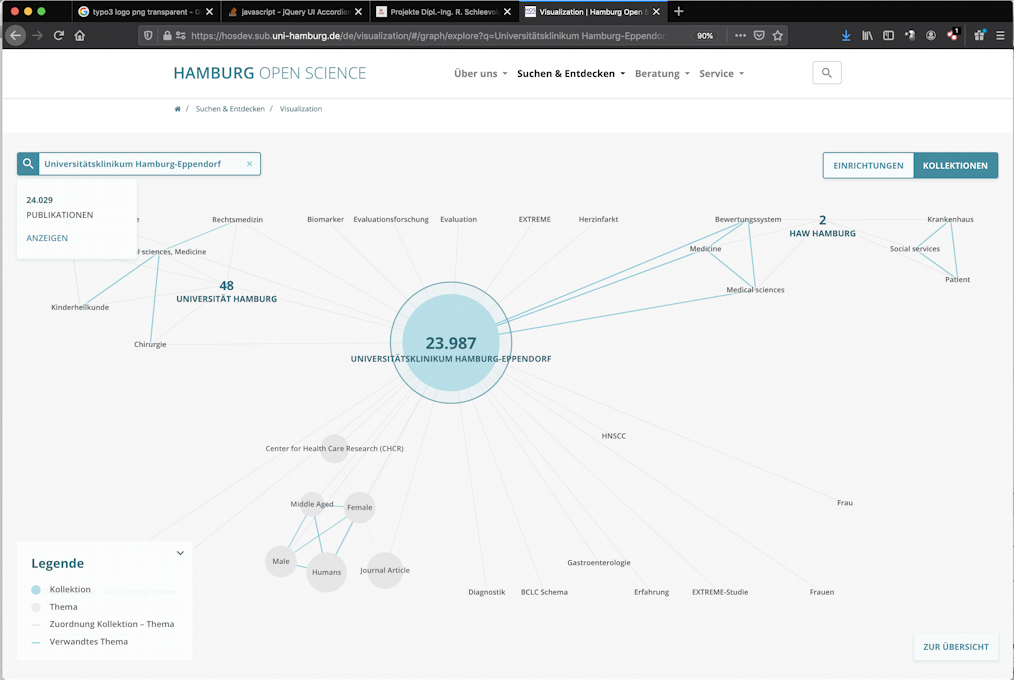 typo3 logo png transparent - G
javascript - jQuery UI Accordio
Projekte Dipl.-Ing. R. Schleevoi
Visualization | Hamburg Open S
https://hosdev.sub.uni-hamburg.de/de/visualization/#/graph/explore?q=Universitätsklinikum Hamburg-Eppendor
90%
HAMBURG OPEN SCIENCE
Über uns
Suchen & Entdecken
Beratung
Service
/ Suchen & Entdecken / Visualization
Universitätsklinikum Hamburg-Eppendorf
EINRICHTUNGEN
KOLLEKTIONEN
24.029
PUBLIKATIONEN
ANZEIGEN
Rechtsmedizin
Biomarker
Evaluationsforschung
Evaluation
EXTREME
Herzinfarkt
Bewertungssystem
2
HAW HAMBURG
Krankenhaus
l sciences, Medicine
Medicine
Social services
48
UNIVERSITÄT HAMBURG
Medical sciences
Patient
Kinderheilkunde
Chirurgie
23.987
UNIVERSITÄTSKLINIKUM HAMBURG-EPPENDORF
HNSCC
Center for Health Care Research (CHCR)
Middle Aged
Female
Frau
Male
Humans
Journal Article
Gastroenterologie
Diagnostik
BCLC Schema
Erfahrung
EXTREME-Studie
Frauen
Legende
Kollektion
Thema
Zuordnung Kollektion – Thema
Verwandtes Thema
ZUR ÜBERSICHT